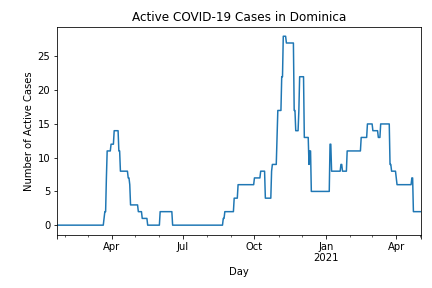 Active COVID-19 Cases in Dominica
Number of Active Cases
25
20
15
10
5
0
Apr Jul Oct Jan Apr
2021
Day